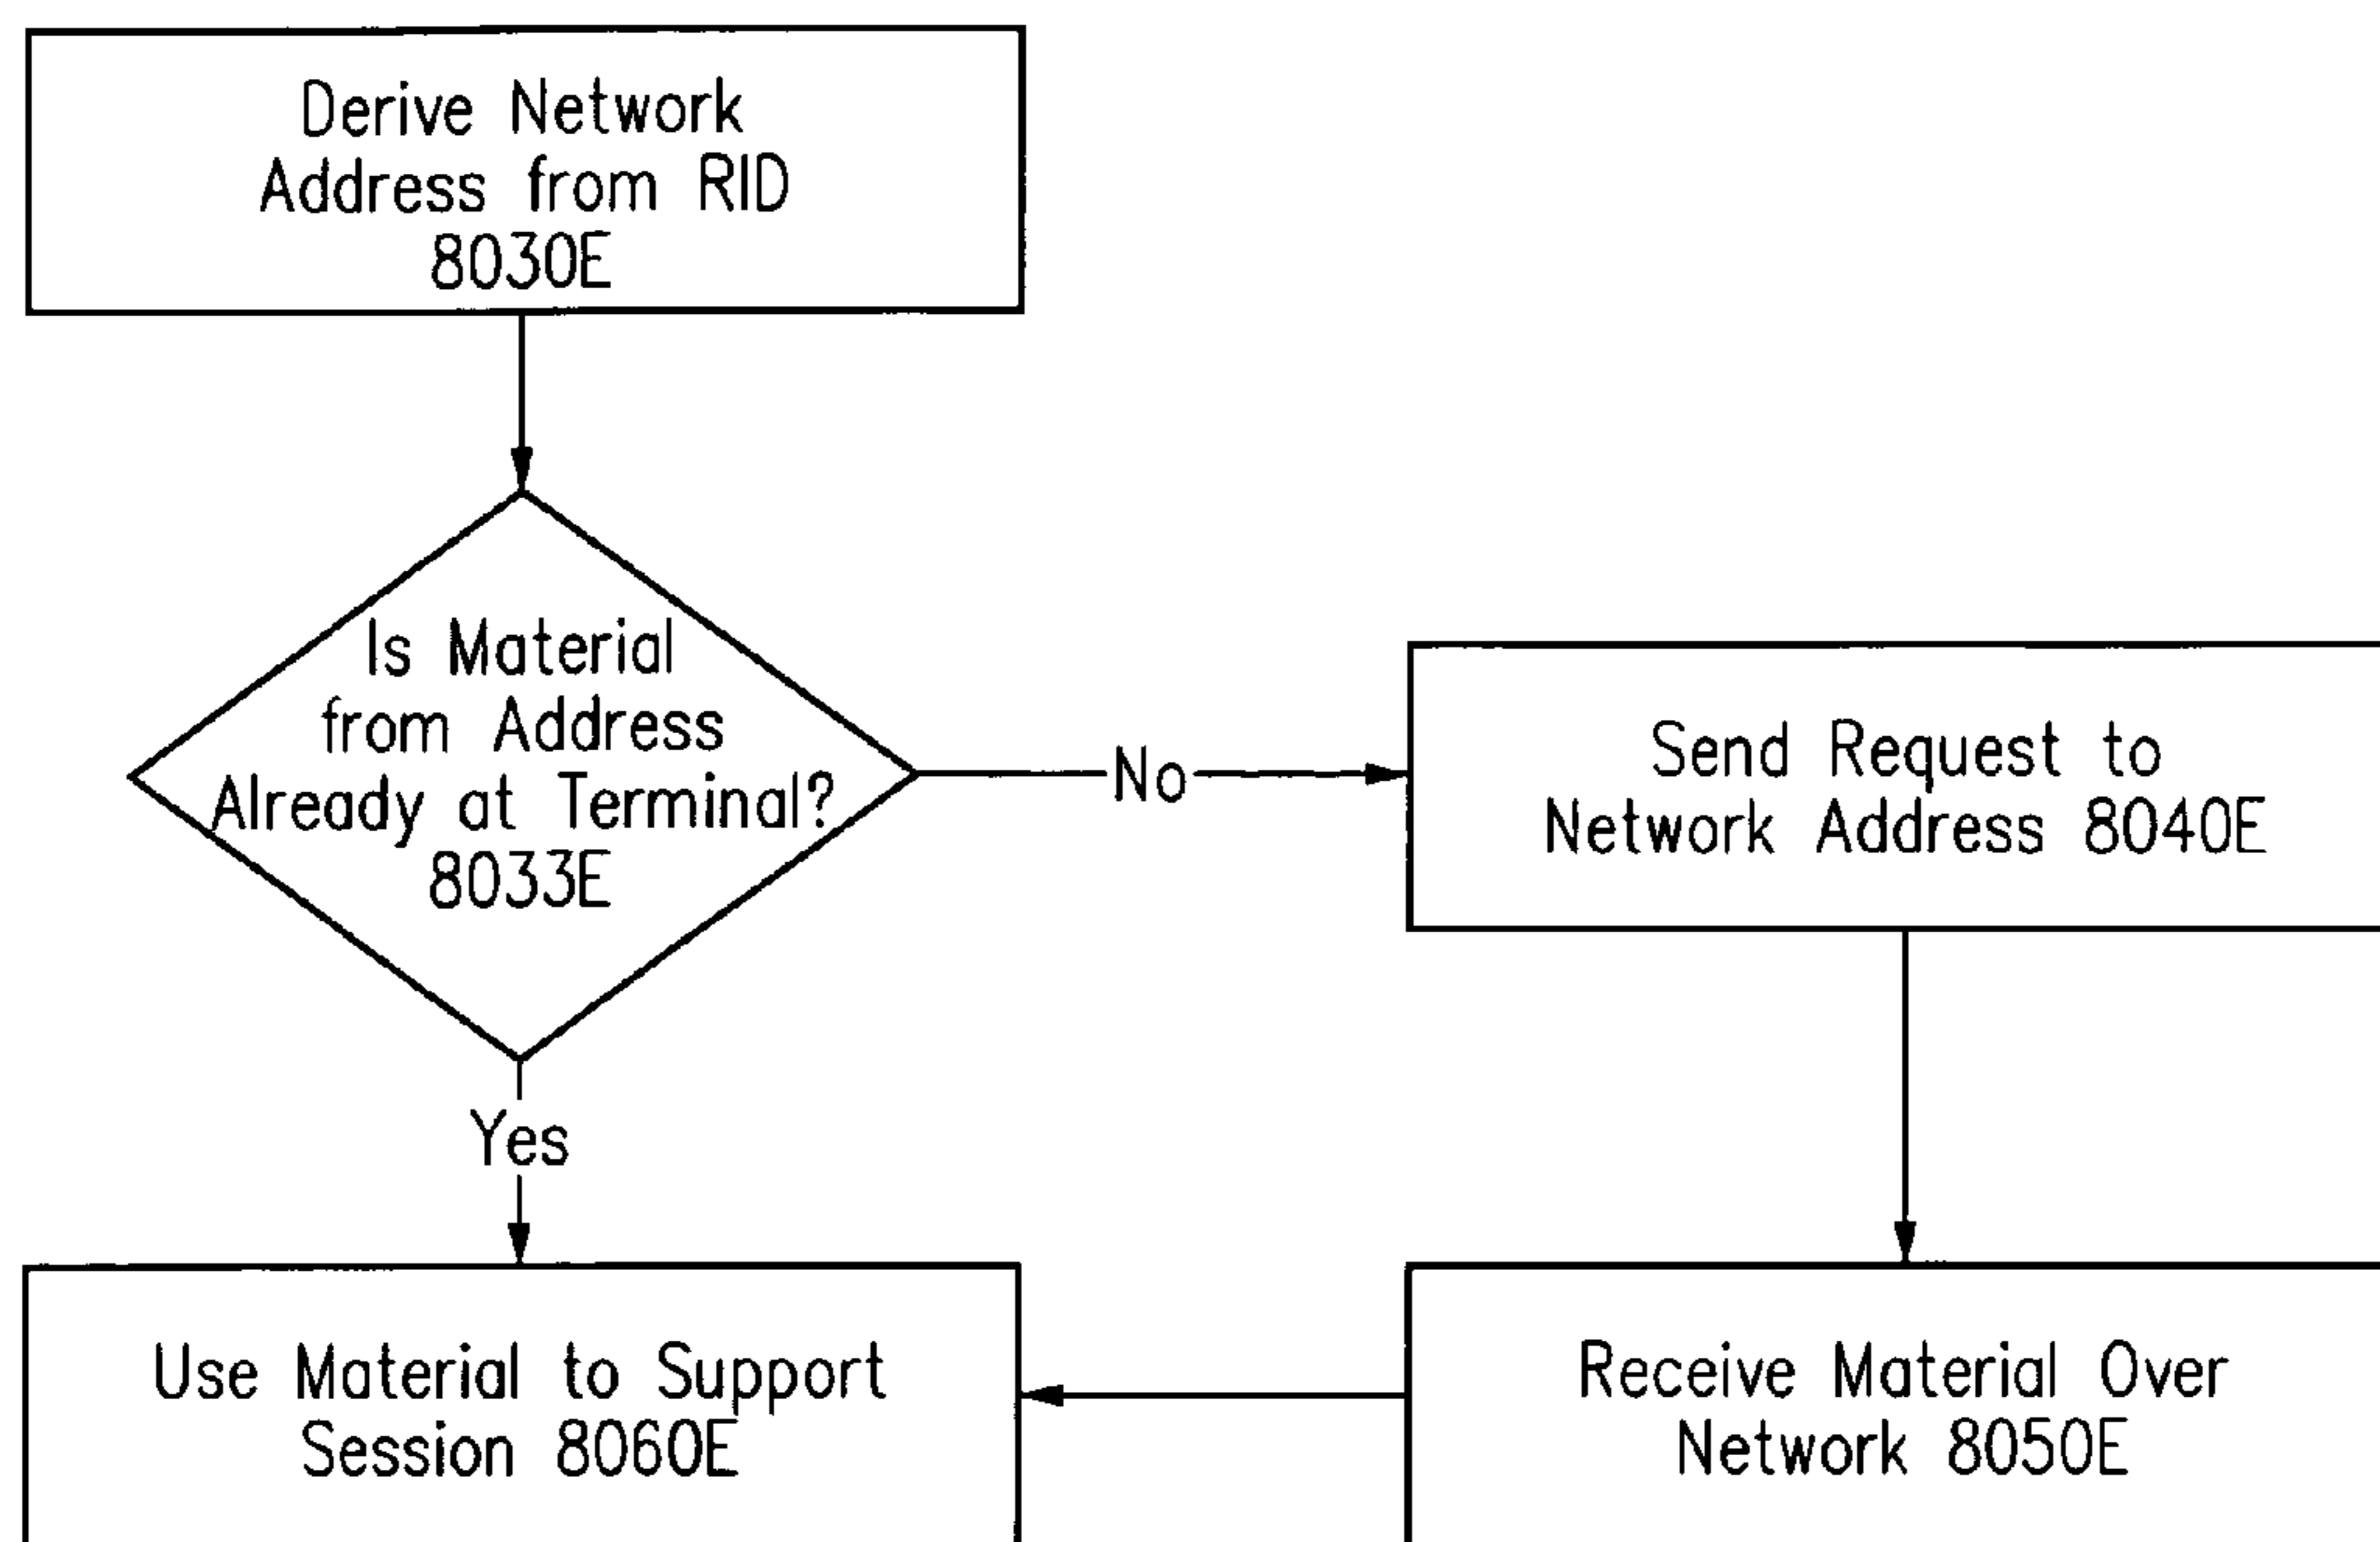 Derive Network
Address from RID
8030E
Is Material
from Address
Already at Terminal?
8033E
No
Send Request to
Network Address 8040E
Yes
Use Material to Support
Session 8060E
Receive Material Over
Network 8050E